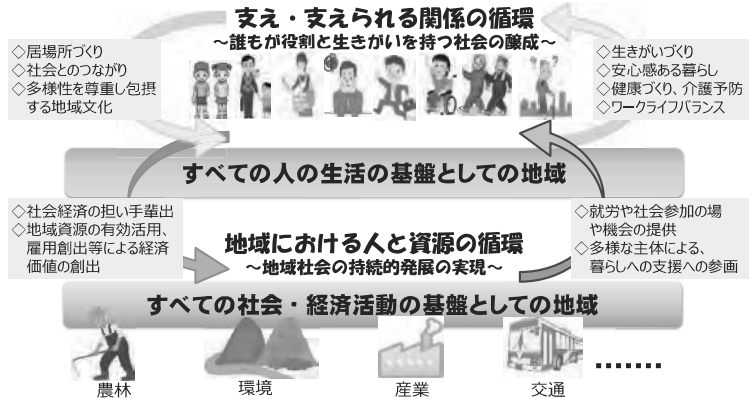 支え・支えられる関係の循環
～誰もが役割と生きがいを持つ社会の醸成～
◇居場所づくり
◇社会とのつながり
◇多様性を尊重し包摂
する地域文化
◇生きがいづくり
◇安心感ある暮らし
◇健康づくり、介護予防
◇ワークライフバランス
すべての人の生活の基盤としての地域
◇社会経済の担い手輩出
◇地域資源の有効活用、
雇用創出等による経済
価値の創出
地域における人と資源の循環
～地域社会の持続的発展の実現～
◇就労や社会参加の場
や機会の提供
◇多様な主体による、
暮らしへの支援への参画
すべての社会・経済活動の基盤としての地域
農林
環境
産業
交通